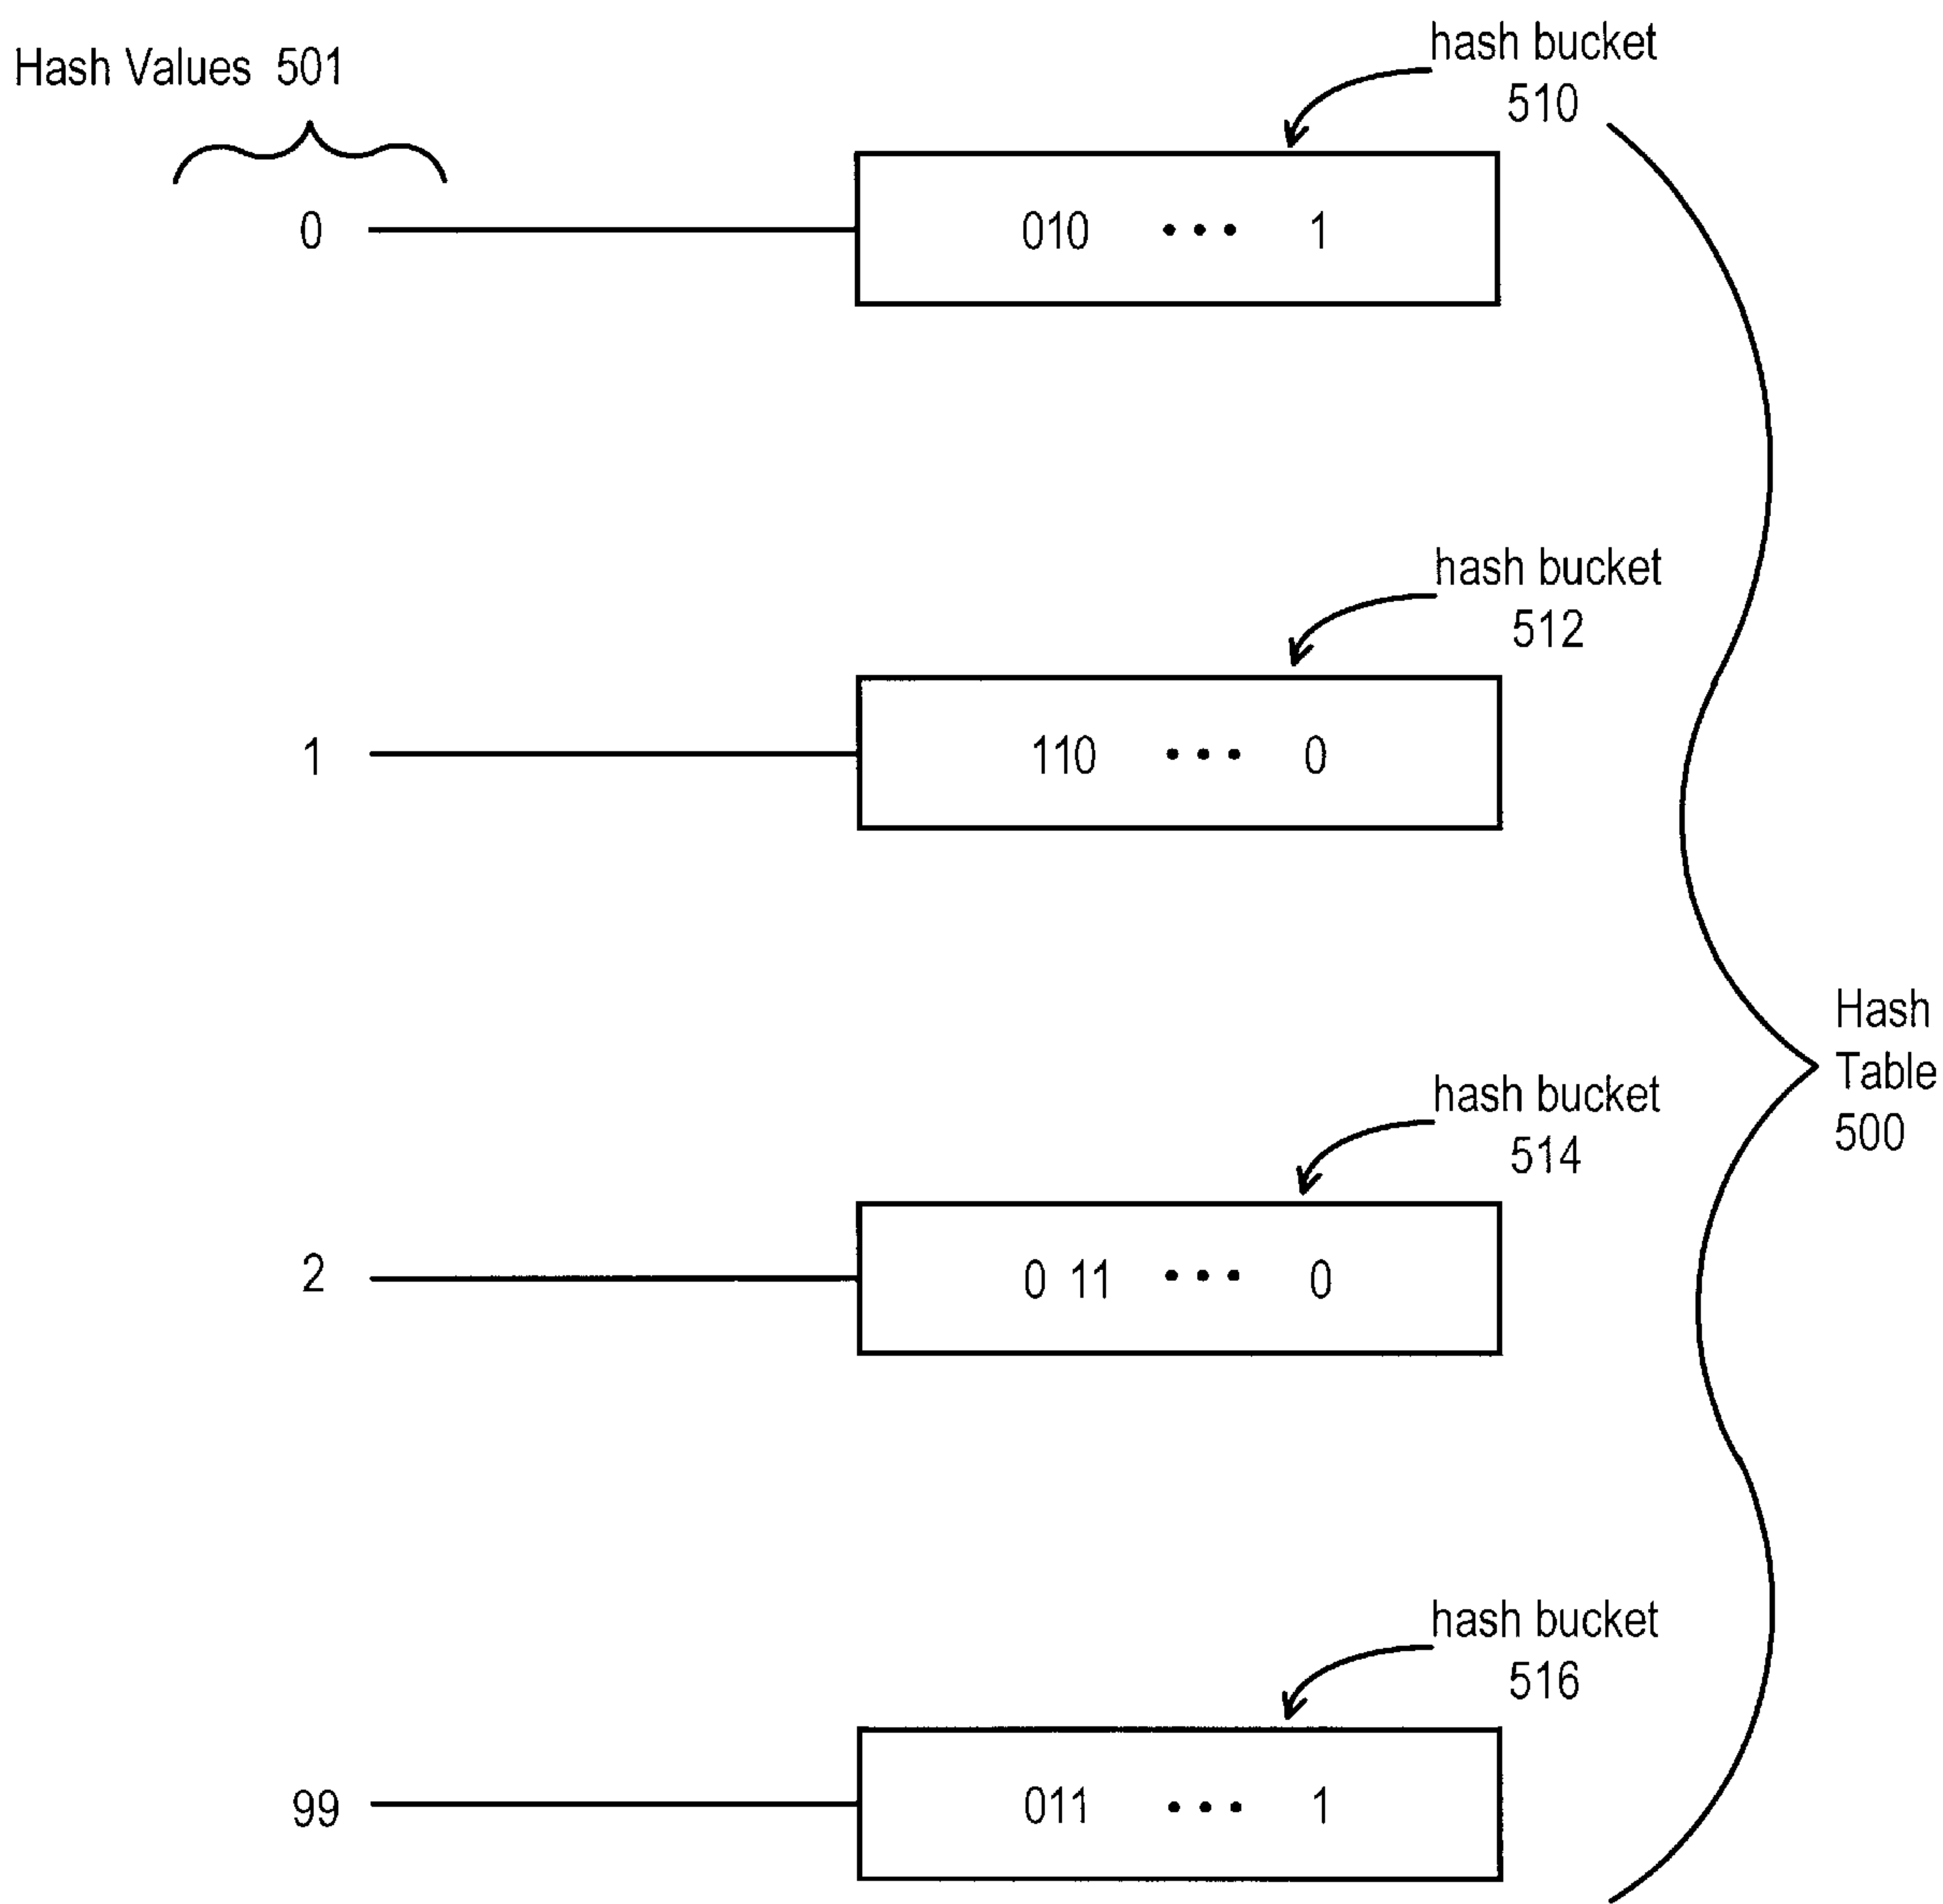 Hash Values 501
hash bucket
510
0
010 • • • 1
hash bucket
512
1
110 • • • 0
Hash
Table
500
hash bucket
514
2
0 11 • • • 0
hash bucket
516
99
011 • • • 1